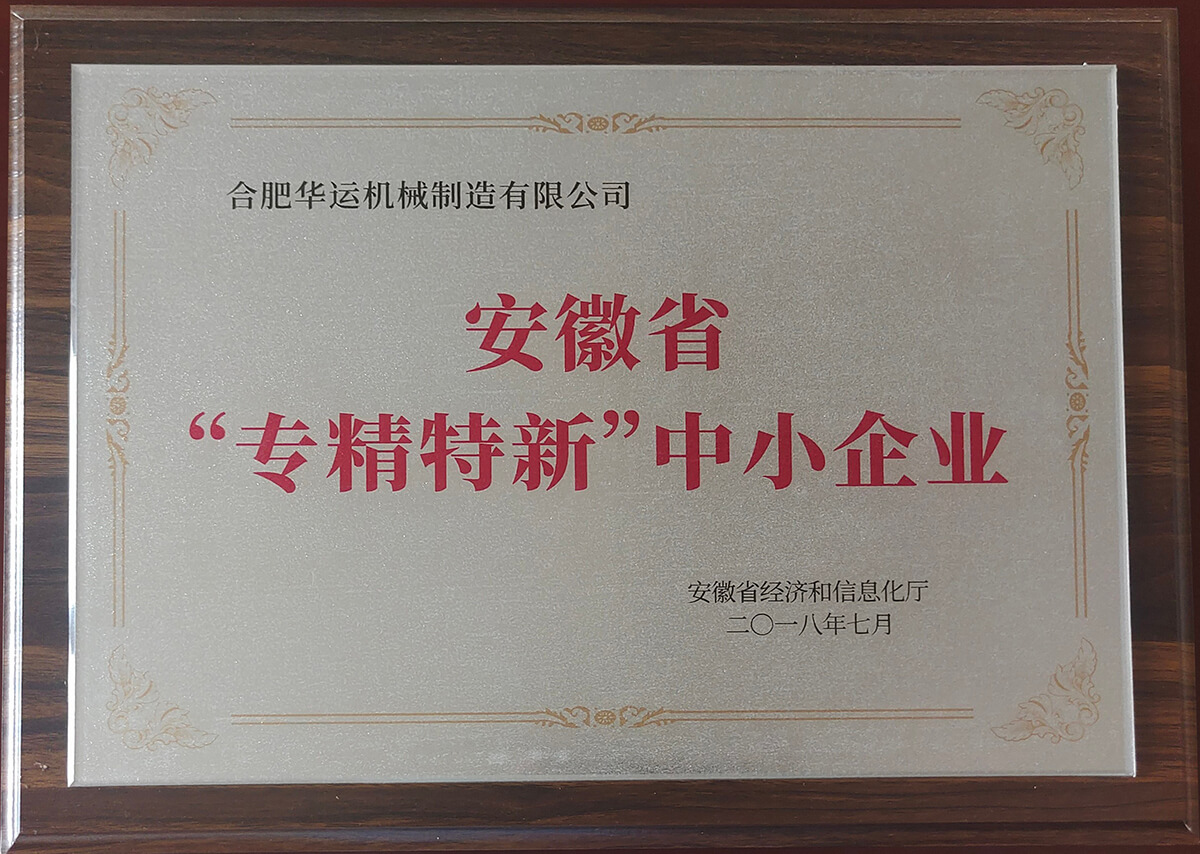 合肥华运机械制造有限公司
安徽省
“专精特新”中小企业
安徽省经济和信息化厅
二〇一八年七月